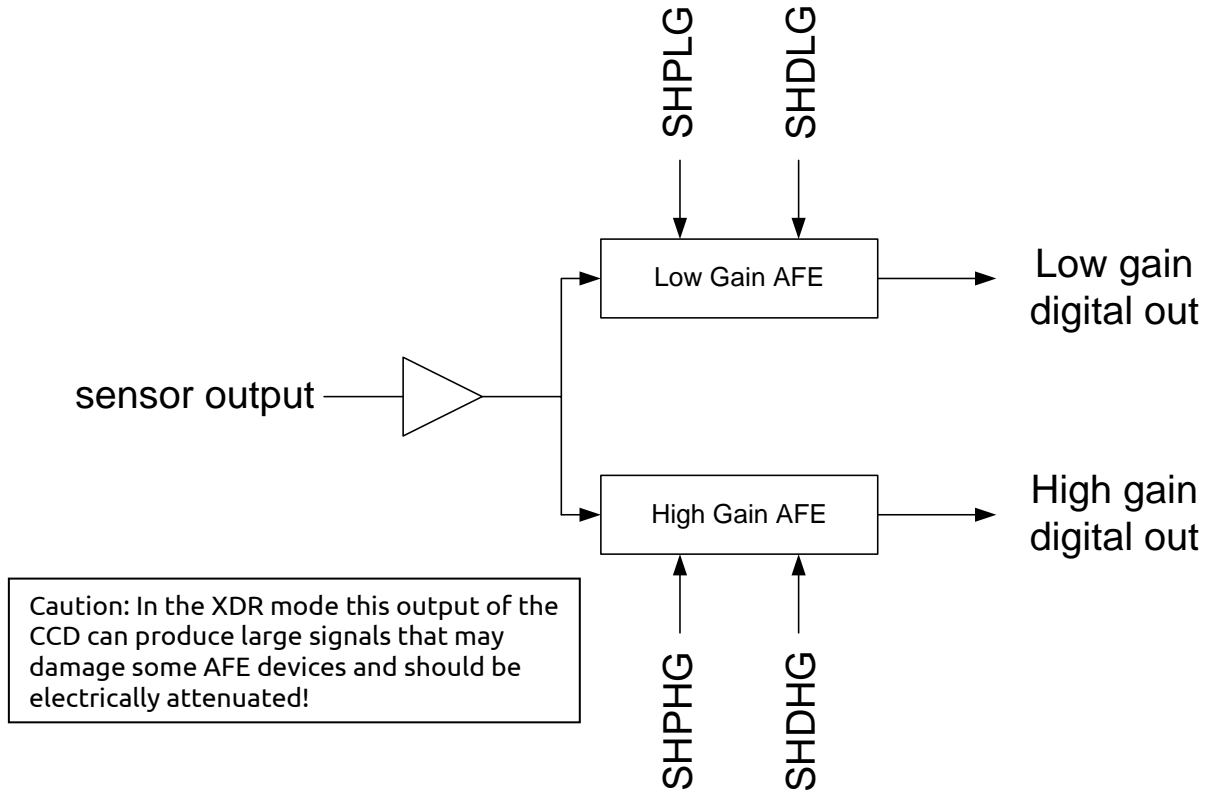 SHPLG
SHDLG
Low Gain AFE
Low gain
digital out
sensor output
High Gain AFE
High gain
digital out
Caution: In the XDR mode this output of the
CCD can produce large signals that may
damage some AFE devices and should be
electrically attenuated!
SHPHG
SHDHG